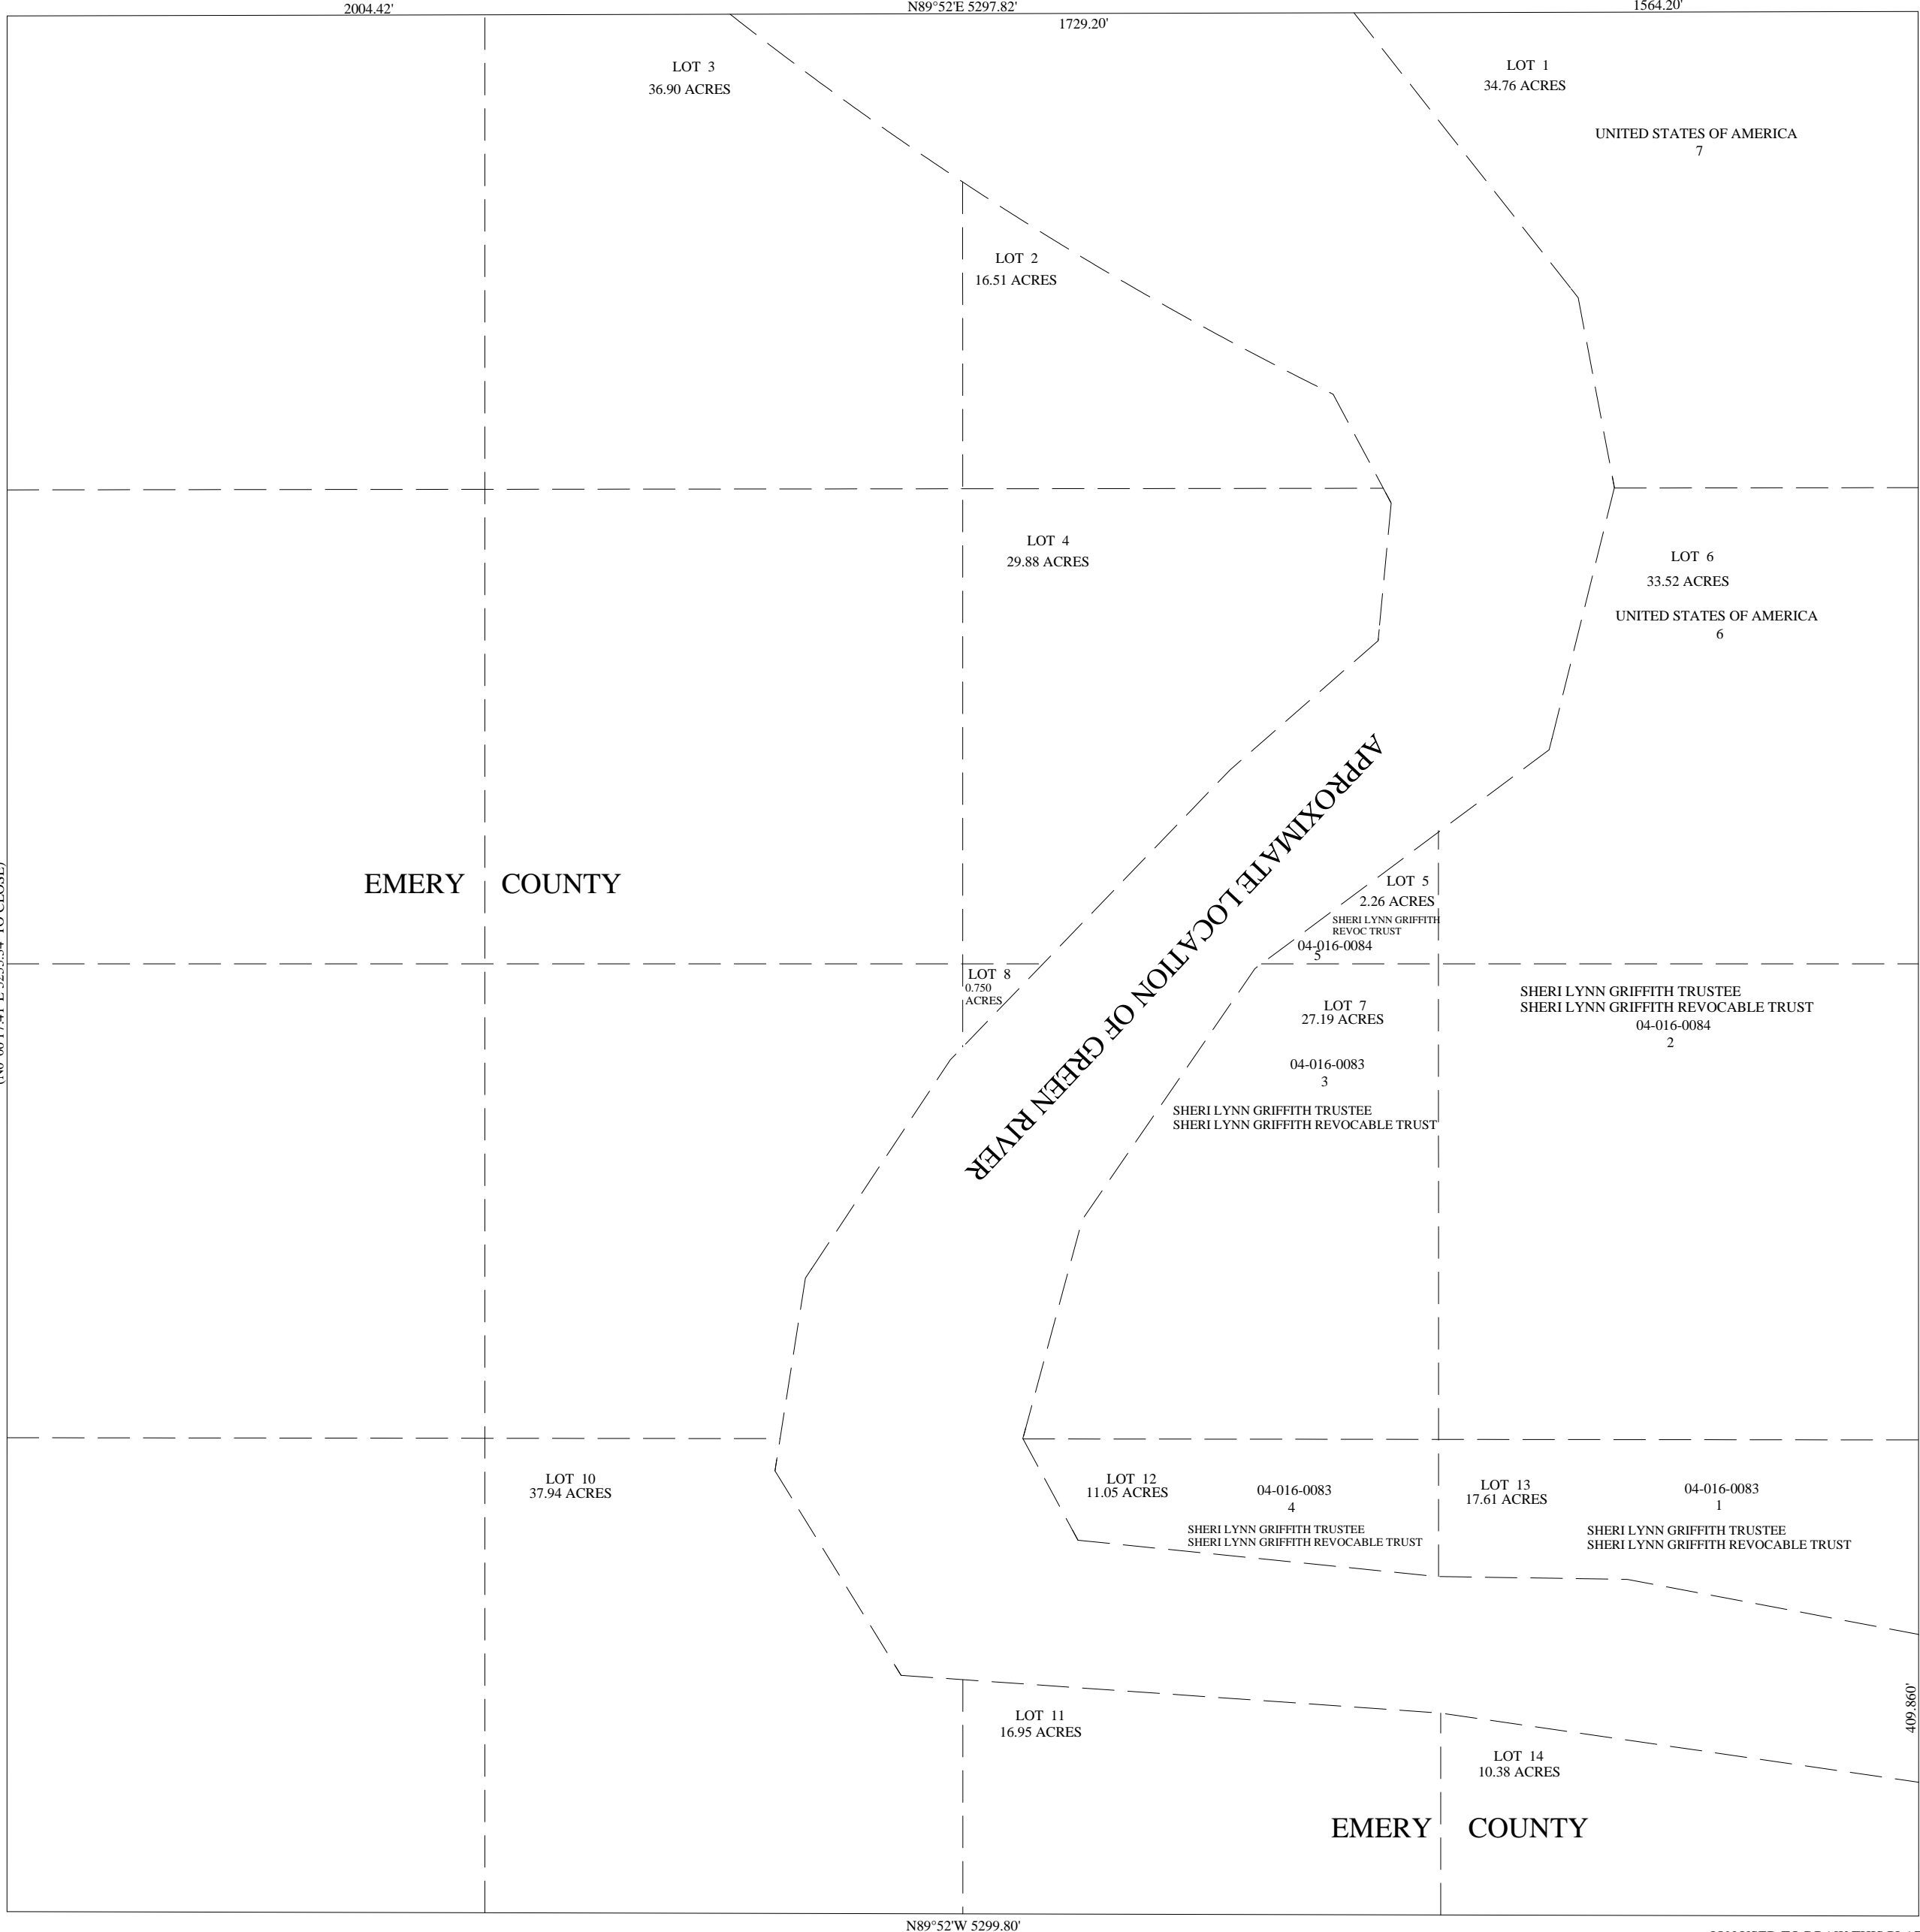 2004.42'
N89°52'E 5297.82'
1564.20'
1729.20'
LOT 3
36.90 ACRES
LOT 1
34.76 ACRES
UNITED STATES OF AMERICA
7
LOT 2
16.51 ACRES
LOT 4
29.88 ACRES
LOT 6
33.52 ACRES
UNITED STATES OF AMERICA
6
APPROXIMATE LOCATION OF GREEN RIVER
EMERY COUNTY
LOT 5
2.26 ACRES
SHERI LYNN GRIFFITH
REVOC TRUST
04-016-0084
5
LOT 8
0.750
ACRES
LOT 7
27.19 ACRES
04-016-0083
3
SHERI LYNN GRIFFITH TRUSTEE
SHERI LYNN GRIFFITH REVOCABLE TRUST
SHERI LYNN GRIFFITH TRUSTEE
SHERI LYNN GRIFFITH REVOCABLE TRUST
04-016-0084
2
LOT 10
37.94 ACRES
LOT 12
11.05 ACRES
04-016-0083
4
SHERI LYNN GRIFFITH TRUSTEE
SHERI LYNN GRIFFITH REVOCABLE TRUST
LOT 13
17.61 ACRES
04-016-0083
1
SHERI LYNN GRIFFITH TRUSTEE
SHERI LYNN GRIFFITH REVOCABLE TRUST
409.860'
LOT 11
16.95 ACRES
LOT 14
10.38 ACRES
EMERY COUNTY
N89°52'W 5299.80'